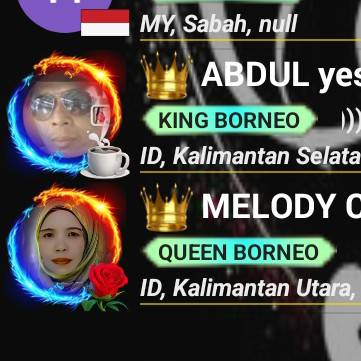 MY, Sabah, null
ABDUL yes
KING BORNEO
ID, Kalimantan Selata
MELODY
QUEEN BORNEO
ID, Kalimantan Utara,